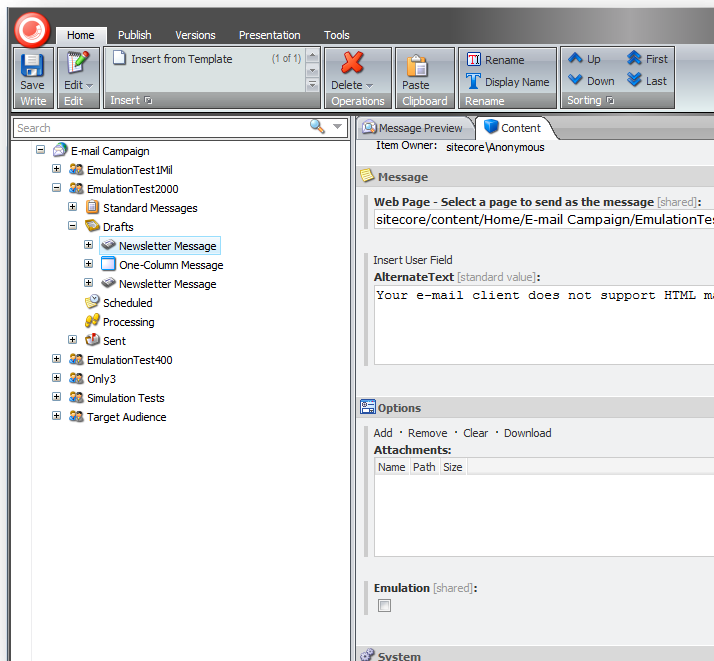 Home Publish Versions Presentation Tools
Save Edit Insert from Template (1 of 1) Delete Paste Rename Display Name Up Down First Last
Write Edit Insert Operations Clipboard Rename Sorting
Search
E-mail Campaign
EmulationTest1Mil
EmulationTest2000
Standard Messages
Drafts
Newsletter Message
One-Column Message
Newsletter Message
Scheduled
Processing
Sent
EmulationTest400
Only3
Simulation Tests
Target Audience
Message Preview Content
Item Owner: sitecore\Anonymous
Message
Web Page - Select a page to send as the message [shared]:
sitecore/content/Home/E-mail Campaign/EmulationTes
Insert User Field
AlternateText [standard value]:
Your e-mail client does not support HTML ma
Options
Add · Remove · Clear · Download
Attachments:
Name Path Size
Emulation [shared]:
System